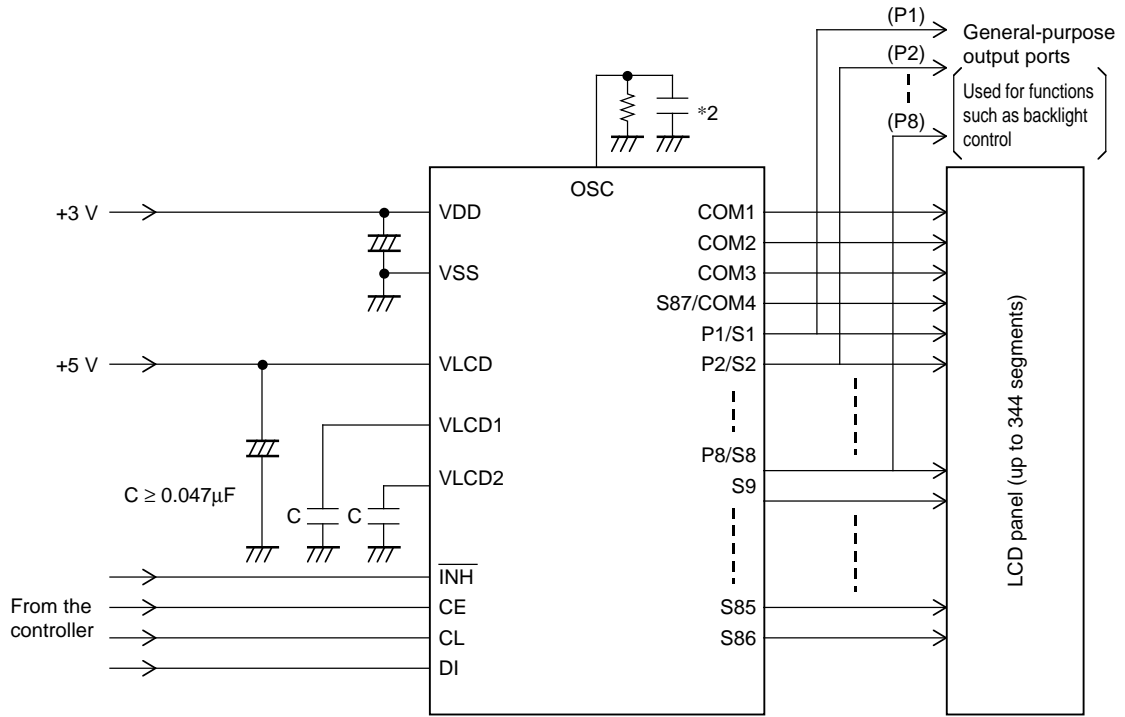 (P1)
General-purpose
output ports
(P2)
Used for functions
such as backlight
control
(P8)
*2
OSC
+3 V
VDD
COM1
COM2
VSS
COM3
S87/COM4
P1/S1
+5 V
VLCD
P2/S2
VLCD1
P8/S8
VLCD2
S9
C ≥ 0.047μF
C
C
LCD panel (up to 344 segments)
INH
From the
controller
CE
S85
CL
S86
DI